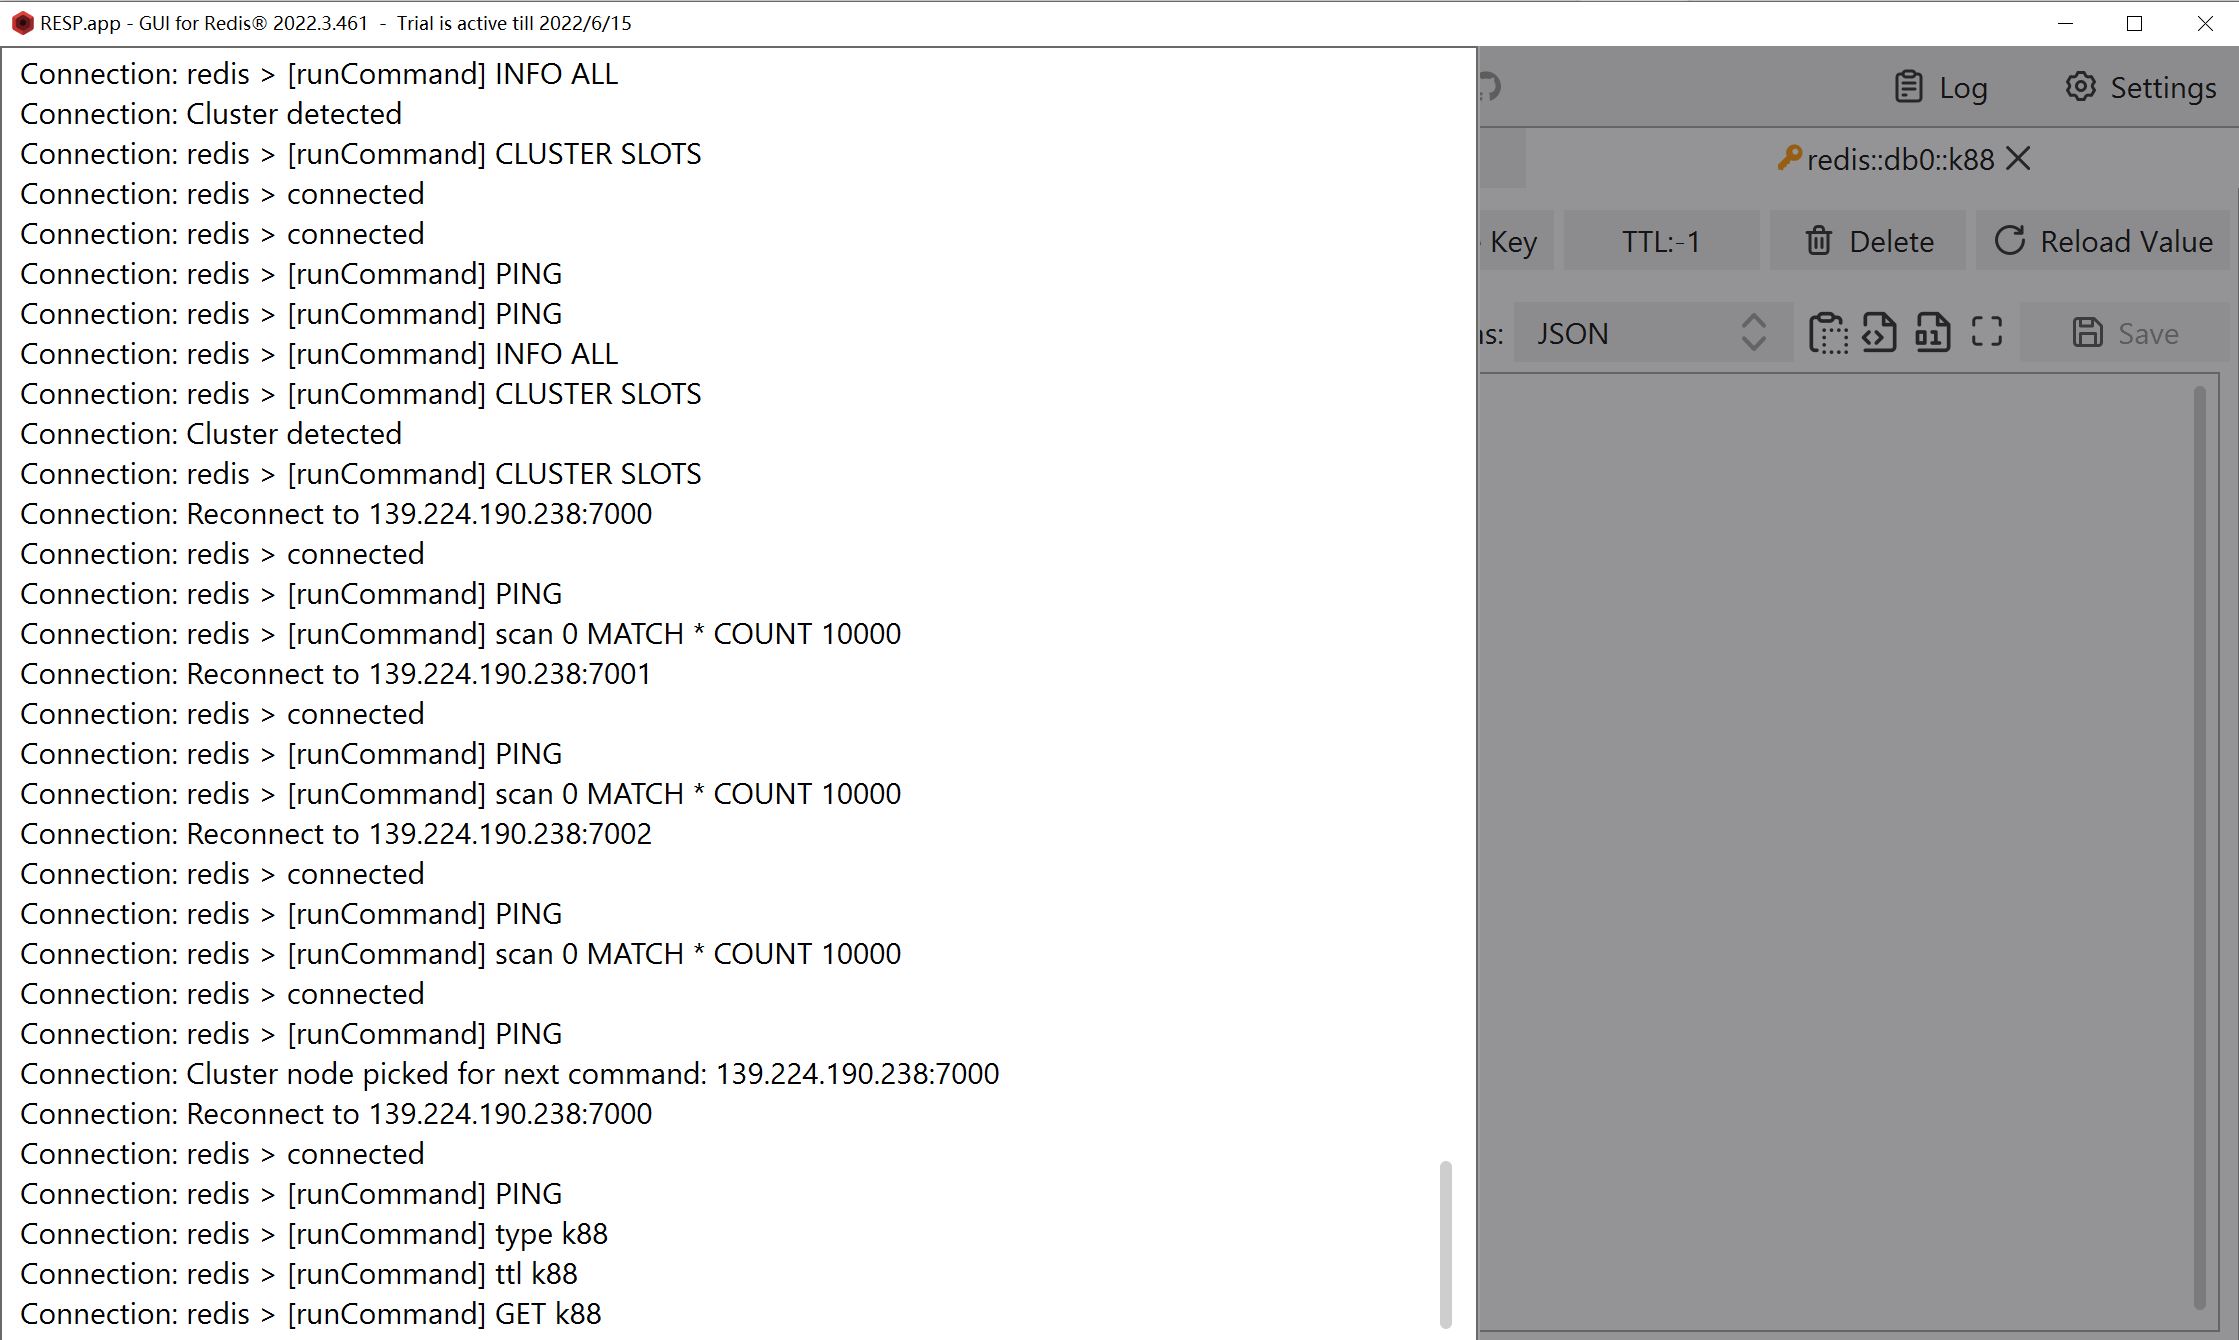 RESP.app - GUI for Redis® 2022.3.461 - Trial is active till 2022/6/15
Connection: redis > [runCommand] INFO ALL
Connection: Cluster detected
Connection: redis > [runCommand] CLUSTER SLOTS
Connection: redis > connected
Connection: redis > connected
Connection: redis > [runCommand] PING
Connection: redis > [runCommand] PING
Connection: redis > [runCommand] INFO ALL
Connection: redis > [runCommand] CLUSTER SLOTS
Connection: Cluster detected
Connection: redis > [runCommand] CLUSTER SLOTS
Connection: Reconnect to 139.224.190.238:7000
Connection: redis > connected
Connection: redis > [runCommand] PING
Connection: redis > [runCommand] scan 0 MATCH * COUNT 10000
Connection: Reconnect to 139.224.190.238:7001
Connection: redis > connected
Connection: redis > [runCommand] PING
Connection: redis > [runCommand] scan 0 MATCH * COUNT 10000
Connection: Reconnect to 139.224.190.238:7002
Connection: redis > connected
Connection: redis > [runCommand] PING
Connection: redis > [runCommand] scan 0 MATCH * COUNT 10000
Connection: redis > connected
Connection: redis > [runCommand] PING
Connection: Cluster node picked for next command: 139.224.190.238:7000
Connection: Reconnect to 139.224.190.238:7000
Connection: redis > connected
Connection: redis > [runCommand] PING
Connection: redis > [runCommand] type k88
Connection: redis > [runCommand] ttl k88
Connection: redis > [runCommand] GET k88
Log Settings
redis::db0::k88
Key TTL:-1 Delete Reload Value
JSON Save